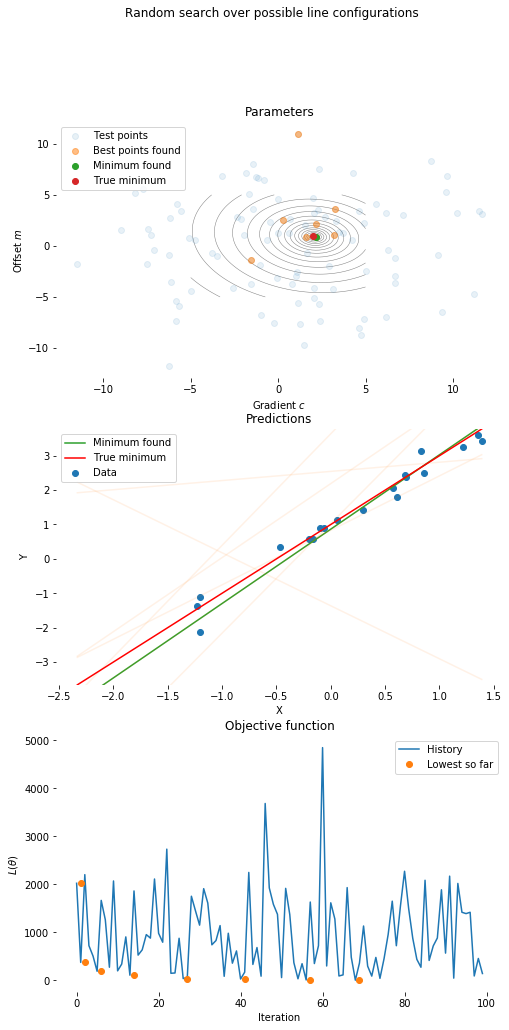 Random search over possible line configurations
Parameters
Test points
Best points found
Minimum found
True minimum
10
5
0
−5
−10
Offset m
−10 −5 0 5 10
Gradient c
Predictions
Minimum found
True minimum
Data
3
2
1
0
−1
−2
−3
Y
−2.5 −2.0 −1.5 −1.0 −0.5 0.0 0.5 1.0 1.5
X
Objective function
History
Lowest so far
5000
4000
3000
2000
1000
0
L(θ)
0 20 40 60 80 100
Iteration